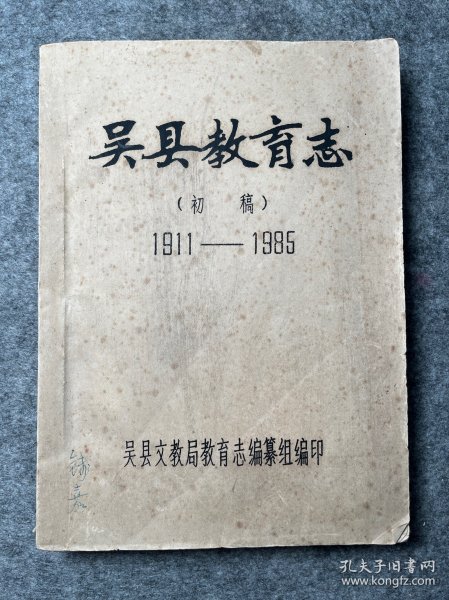 吴县教育志
（初 稿）
1911——1985
吴县文教局教育志编纂组编印
孔夫子旧书网
www.kongfz.com